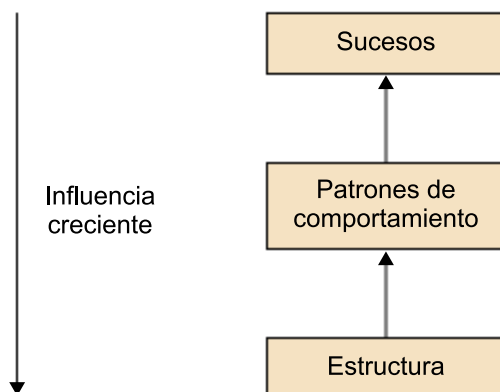 Sucesos
Influencia
creciente
Patrones de
comportamiento
Estructura